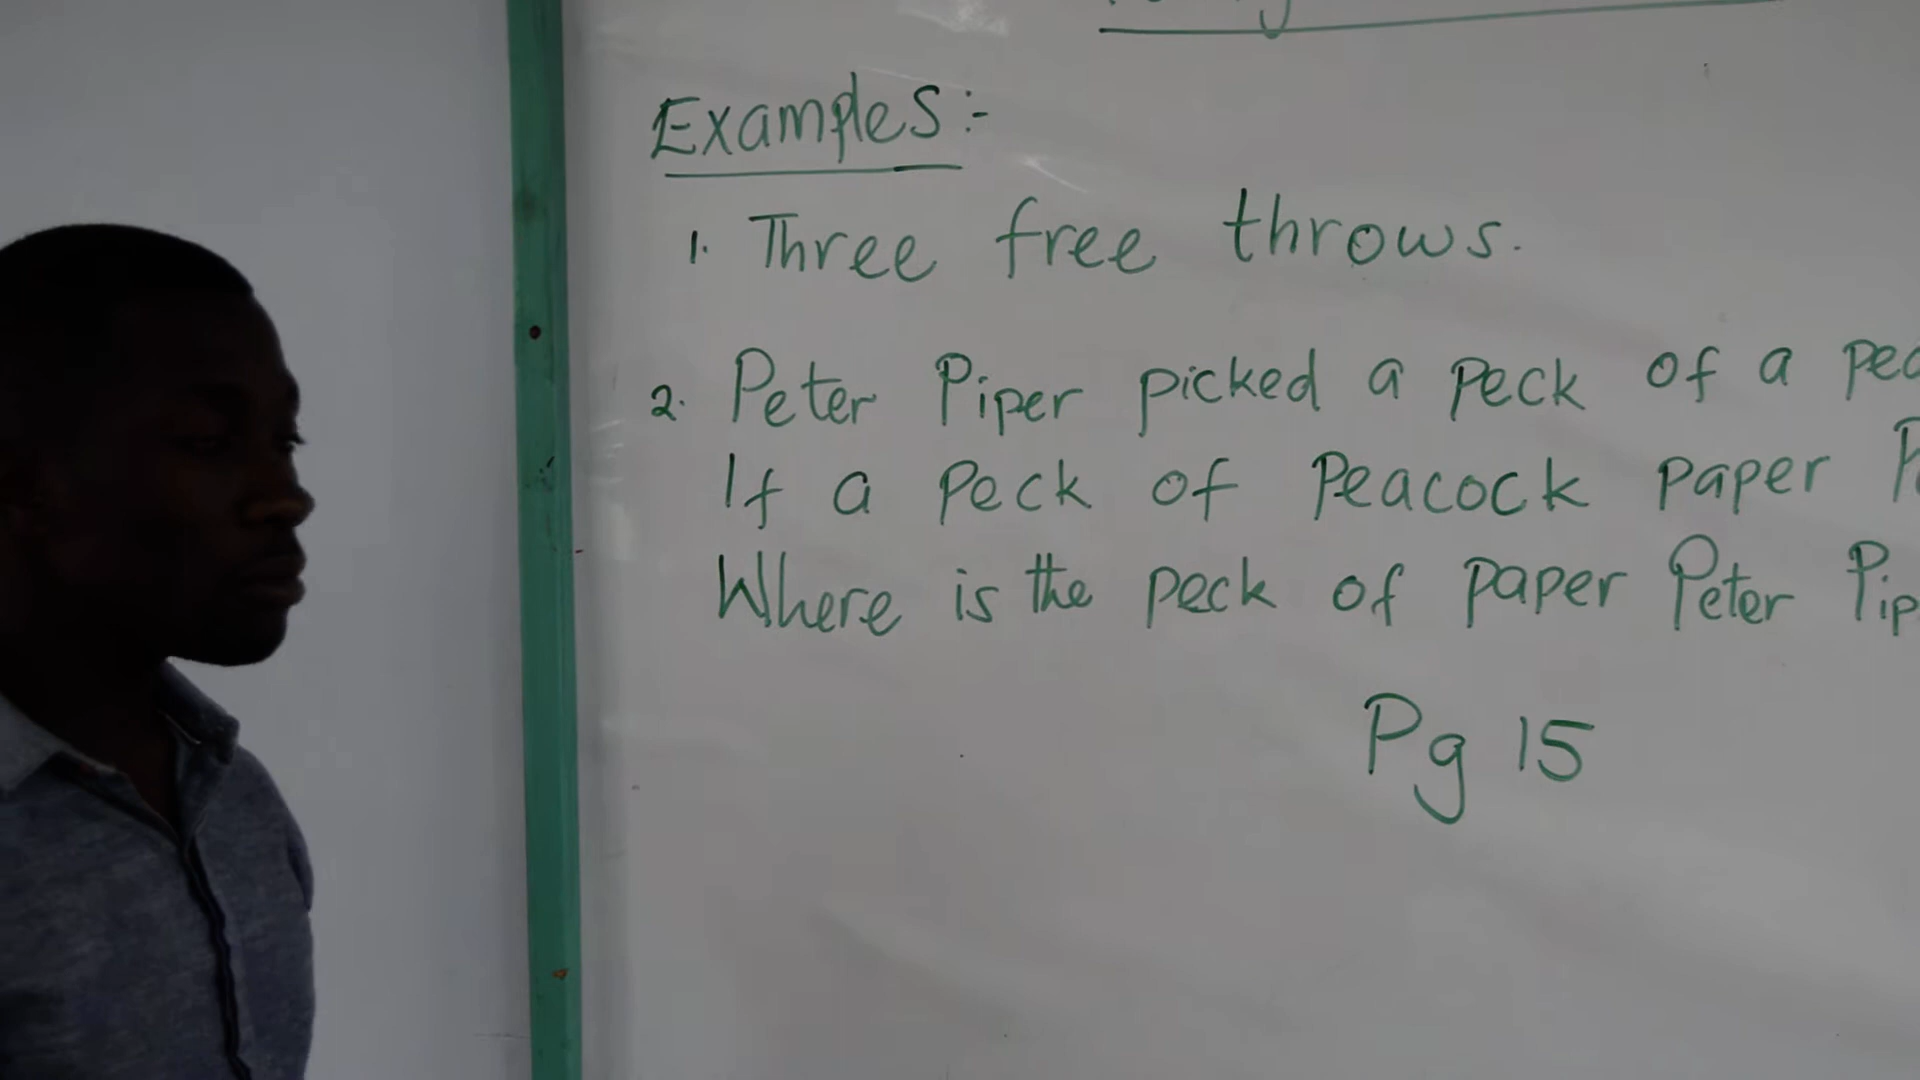 Examples:-
1. Three free throws.
2. Peter Piper picked a peck of a
If a peck of Peacock paper
Where is the peck of paper Peter
Pg 15